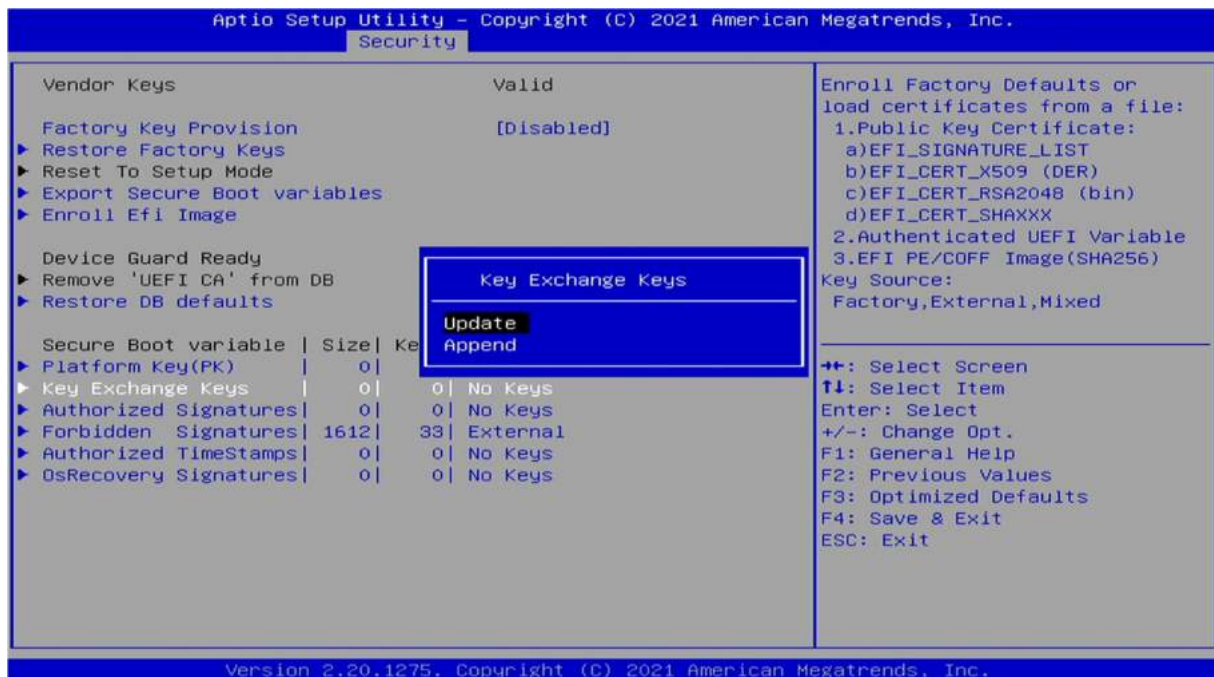 Aptio Setup Utility – Copyright (C) 2021 American Megatrends, Inc.
Security
Vendor Keys Valid
Factory Key Provision [Disabled]
Restore Factory Keys
Reset To Setup Mode
Export Secure Boot variables
Enroll Efi Image
Device Guard Ready
Remove 'UEFI CA' from DB
Restore DB defaults
Secure Boot variable | Size| Ke
Platform Key(PK) | 0|
Key Exchange Keys | 0| 0| No Keys
Authorized Signatures| 0| 0| No Keys
Forbidden Signatures| 1612| 33| External
Authorized TimeStamps| 0| 0| No Keys
OsRecovery Signatures| 0| 0| No Keys
Key Exchange Keys
Update
Append
Enroll Factory Defaults or
load certificates from a file:
1.Public Key Certificate:
a)EFI_SIGNATURE_LIST
b)EFI_CERT_X509 (DER)
c)EFI_CERT_RSA2048 (bin)
d)EFI_CERT_SHAXXX
2.Authenticated UEFI Variable
3.EFI PE/COFF Image(SHA256)
Key Source:
Factory,External,Mixed
→←: Select Screen
↑↓: Select Item
Enter: Select
+/-: Change Opt.
F1: General Help
F2: Previous Values
F3: Optimized Defaults
F4: Save & Exit
ESC: Exit
Version 2.20.1275. Copyright (C) 2021 American Megatrends, Inc.